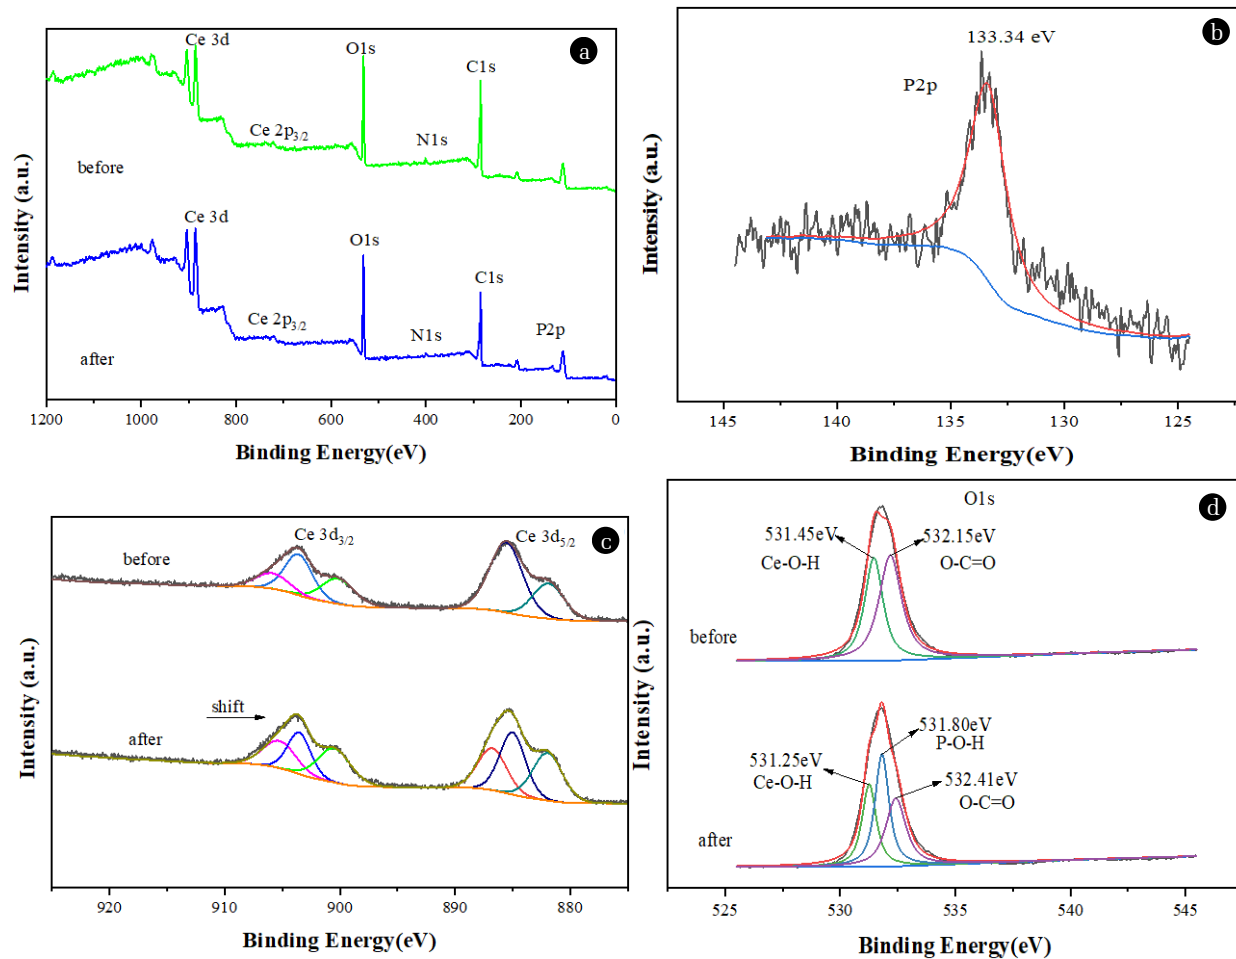 a
Ce 3d
O1s
C1s
Ce 2p3/2
N1s
before
Ce 3d
O1s
C1s
Ce 2p3/2
N1s
P2p
after
Intensity (a.u.)
1200 1000 800 600 400 200 0
Binding Energy(eV)
b
133.34 eV
P2p
Intensity (a.u.)
145 140 135 130 125
Binding Energy(eV)
c
Ce 3d3/2
Ce 3d5/2
before
shift
after
Intensity (a.u.)
920 910 900 890 880
Binding Energy(eV)
d
O1s
531.45eV
Ce-O-H
532.15eV
O-C=O
before
531.80eV
P-O-H
531.25eV
Ce-O-H
532.41eV
O-C=O
after
Intensity (a.u.)
525 530 535 540 545
Binding Energy(eV)